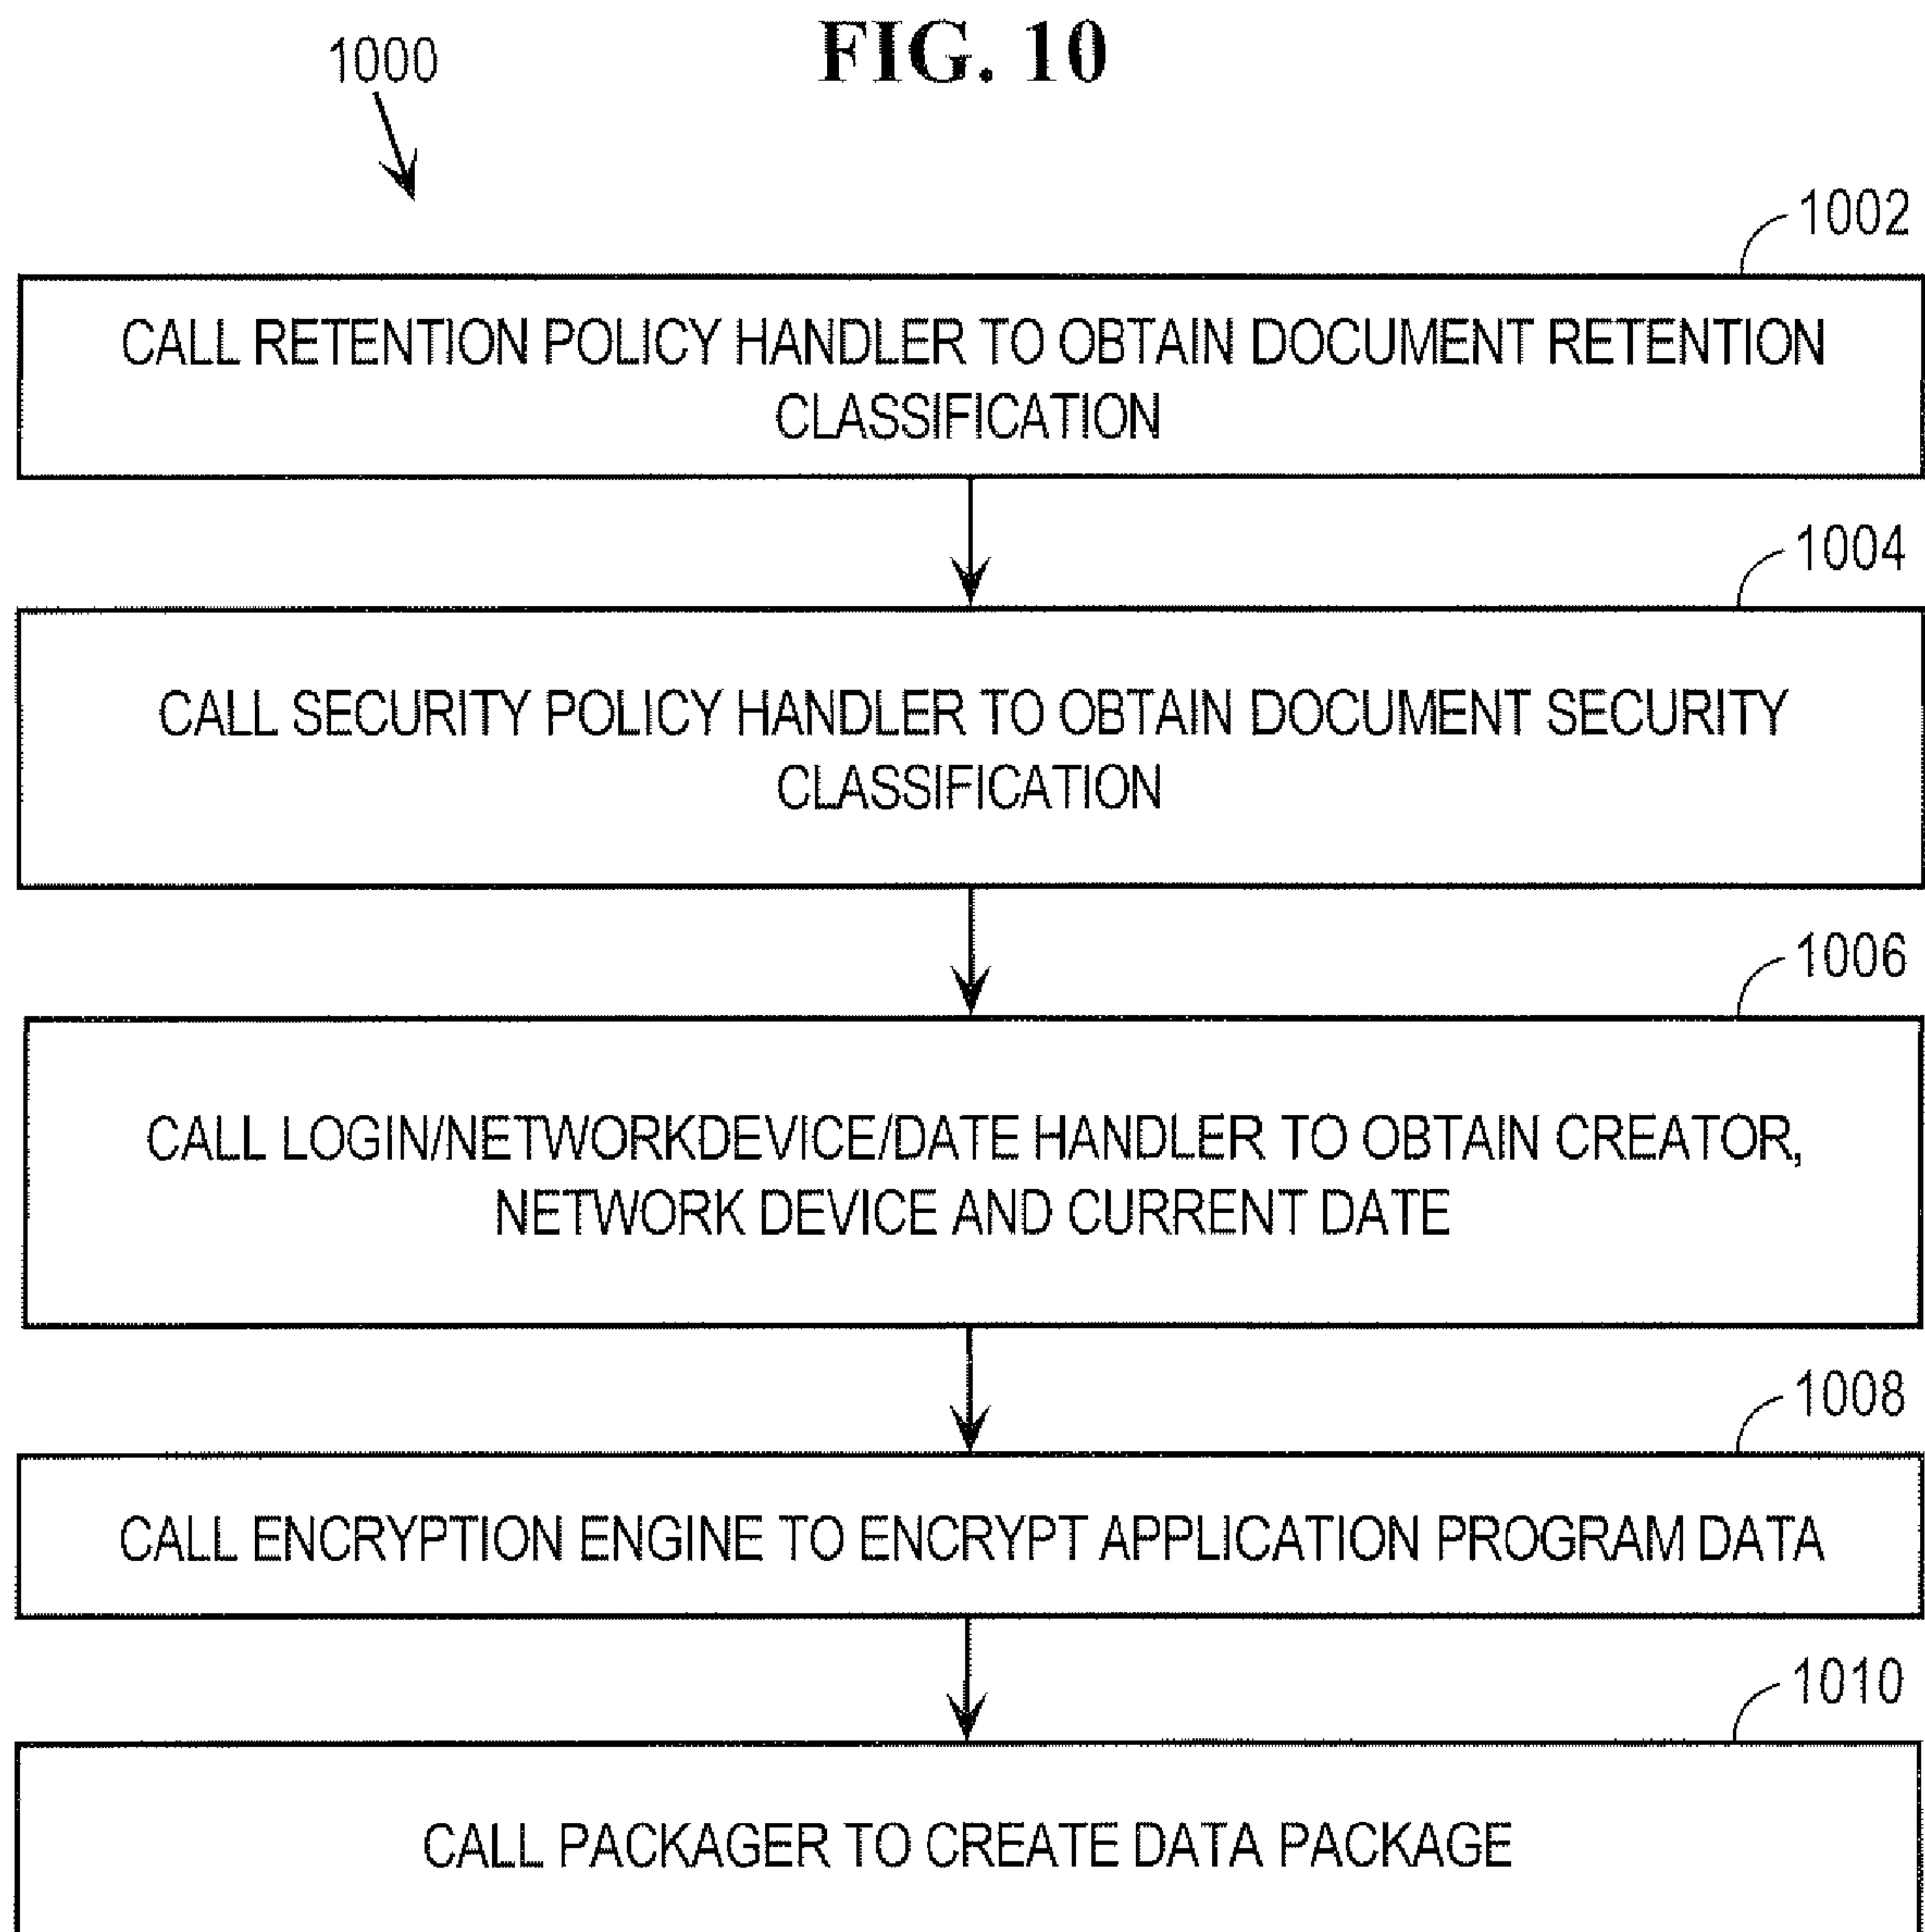 FIG. 10
1000
1002
CALL RETENTION POLICY HANDLER TO OBTAIN DOCUMENT RETENTION
CLASSIFICATION
1004
CALL SECURITY POLICY HANDLER TO OBTAIN DOCUMENT SECURITY
CLASSIFICATION
1006
CALL LOGIN/NETWORKDEVICE/DATE HANDLER TO OBTAIN CREATOR,
NETWORK DEVICE AND CURRENT DATE
1008
CALL ENCRYPTION ENGINE TO ENCRYPT APPLICATION PROGRAM DATA
1010
CALL PACKAGER TO CREATE DATA PACKAGE